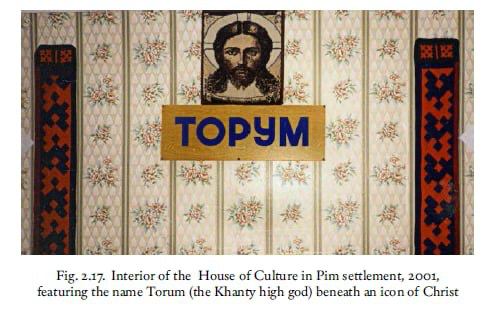 ТОРУМ
Fig. 2.17. Interior of the House of Culture in Pim settlement, 2001,
featuring the name Torum (the Khanty high god) beneath an icon of Christ